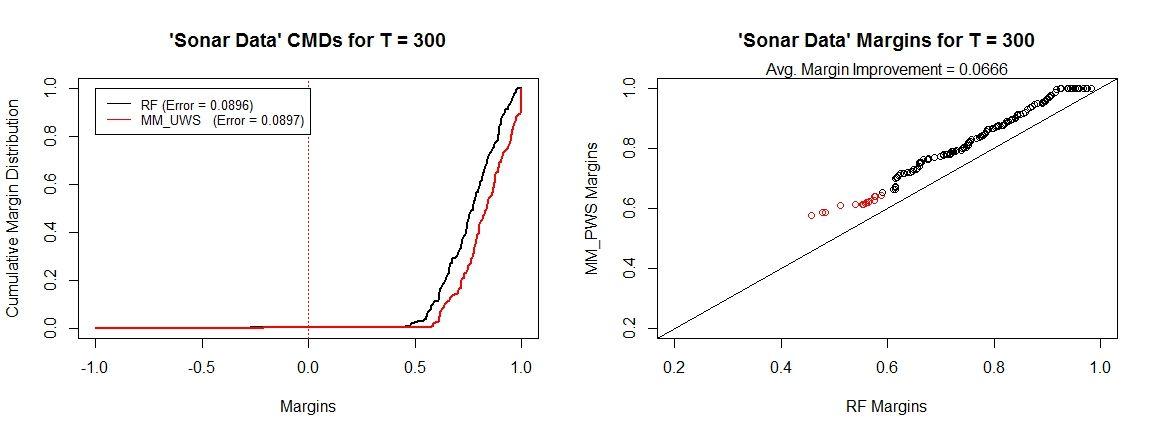 'Sonar Data' CMDs for T = 300
Cumulative Margin Distribution
1.0
0.8
0.6
0.4
0.2
0.0
RF (Error = 0.0896)
MM_UWS (Error = 0.0897)
-1.0 -0.5 0.0 0.5 1.0
Margins
'Sonar Data' Margins for T = 300
Avg. Margin Improvement = 0.0666
MM_PWS Margins
1.0
0.8
0.6
0.4
0.2
0.2 0.4 0.6 0.8 1.0
RF Margins